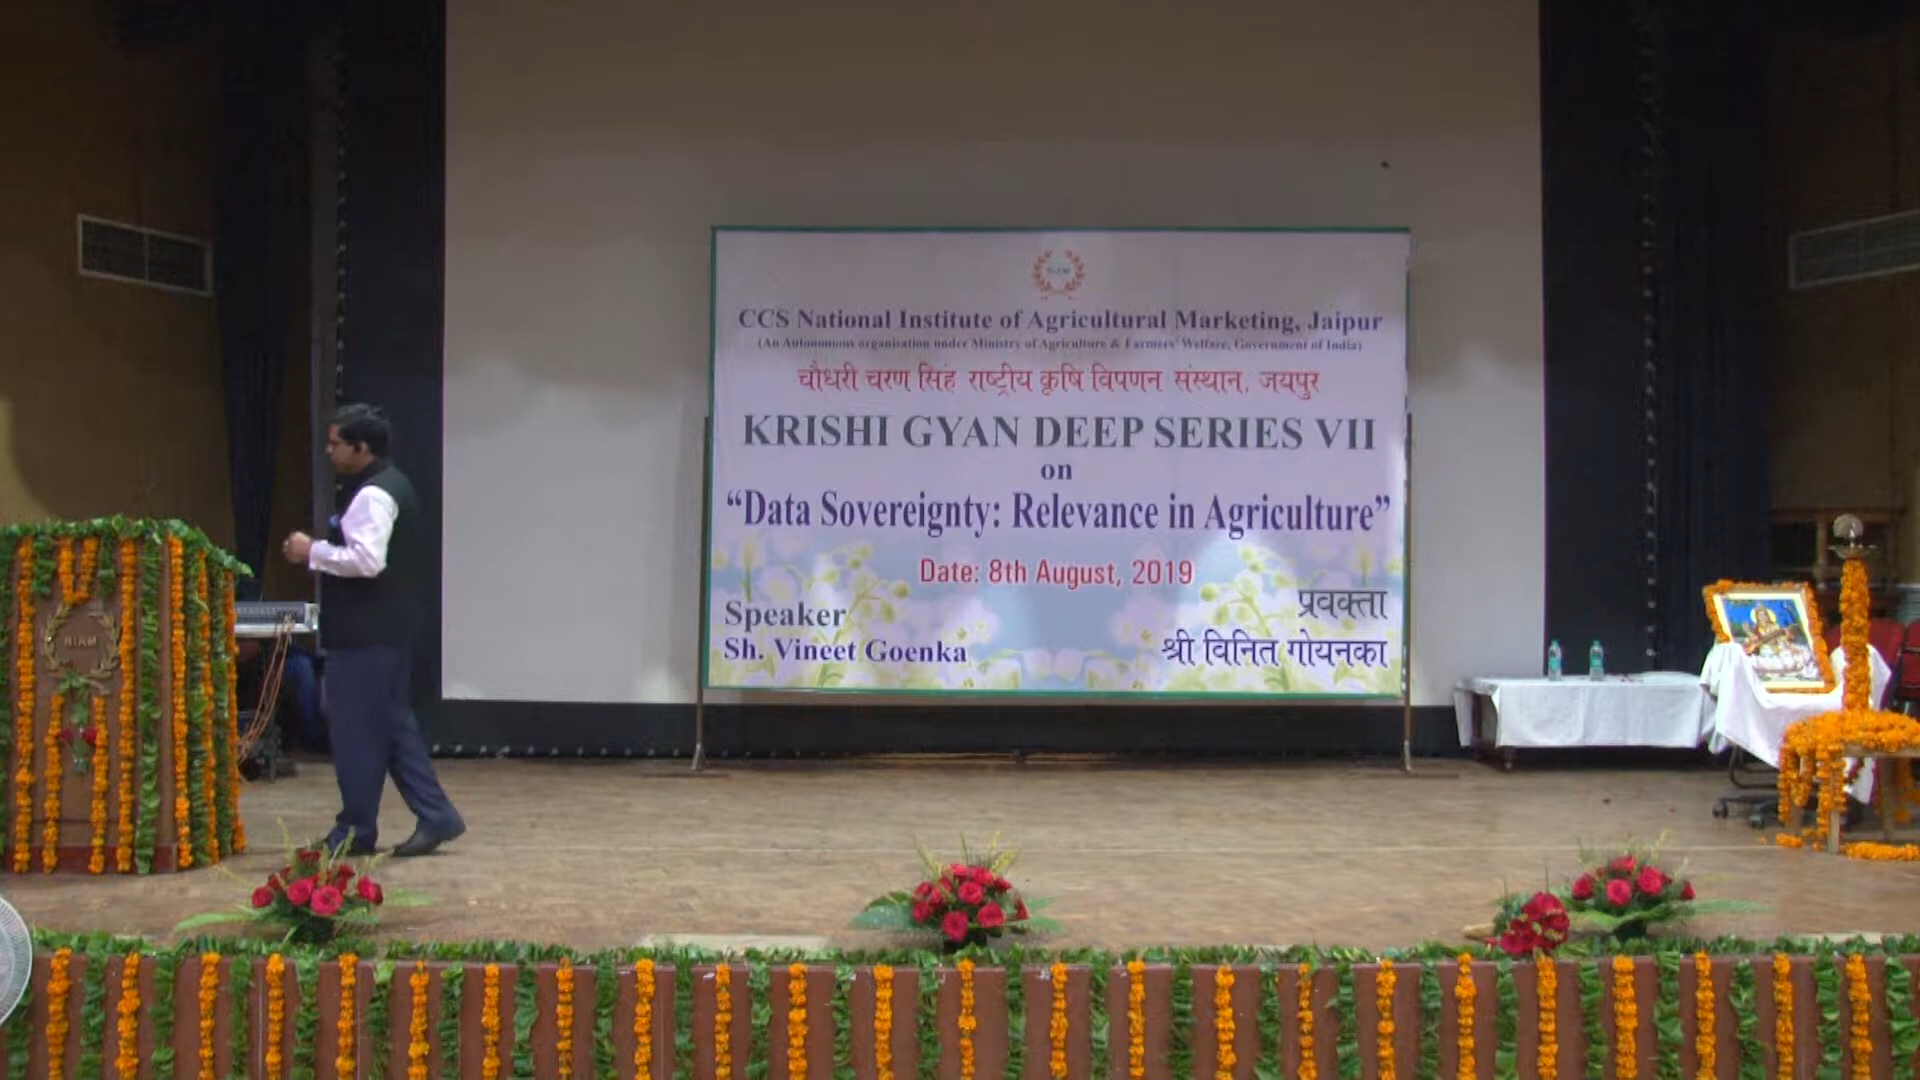 NIAM
CCS National Institute of Agricultural Marketing, Jaipur
(An Autonomous organisation under Ministry of Agriculture & Farmers' Welfare, Government of India)
चौधरी चरण सिंह राष्ट्रीय कृषि विपणन संस्थान, जयपुर
KRISHI GYAN DEEP SERIES VII
on
“Data Sovereignty: Relevance in Agriculture”
Date: 8th August, 2019
Speaker
Sh. Vineet Goenka
प्रवक्ता
श्री विनित गोयनका
NIAM